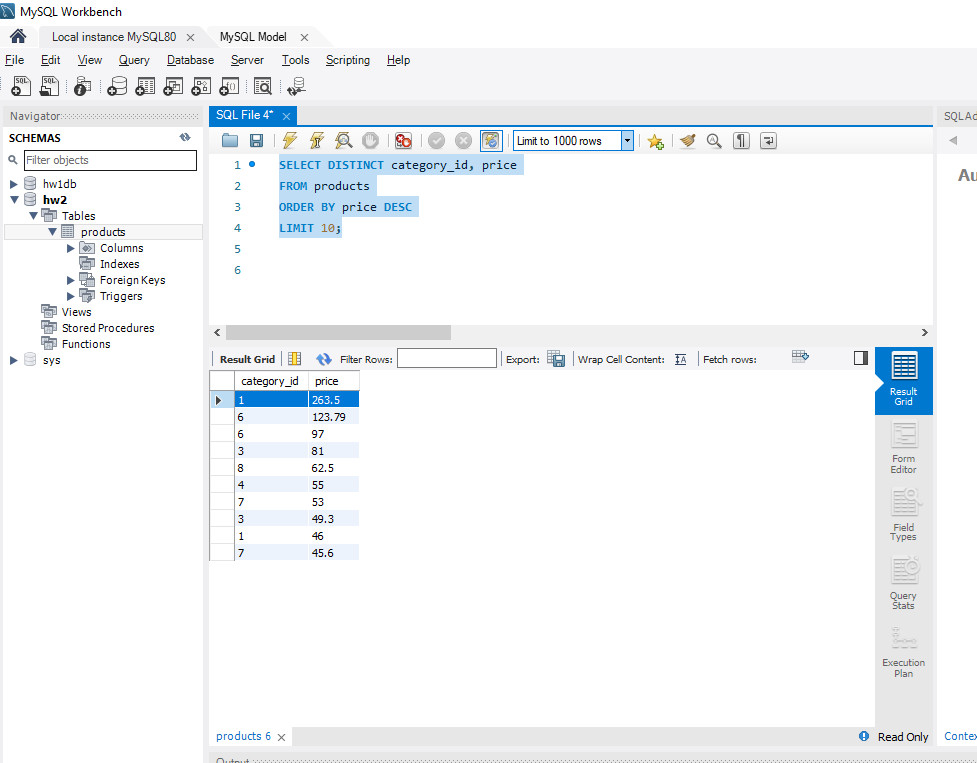 MySQL Workbench
Local instance MySQL80
MySQL Model
File Edit View Query Database Server Tools Scripting Help
Navigator
SCHEMAS
Filter objects
hw1db
hw2
Tables
products
Columns
Indexes
Foreign Keys
Triggers
Views
Stored Procedures
Functions
sys
SQL File 4*
Limit to 1000 rows
1 SELECT DISTINCT category_id, price
2 FROM products
3 ORDER BY price DESC
4 LIMIT 10;
5
6
Result Grid Filter Rows: Export: Wrap Cell Content: Fetch rows:
category_id price
1 263.5
6 123.79
6 97
3 81
8 62.5
4 55
7 53
3 49.3
1 46
7 45.6
Result
Grid
Form
Editor
Field
Types
Query
Stats
Execution
Plan
products 6
Read Only
Output
SQLAd
Au
Contex